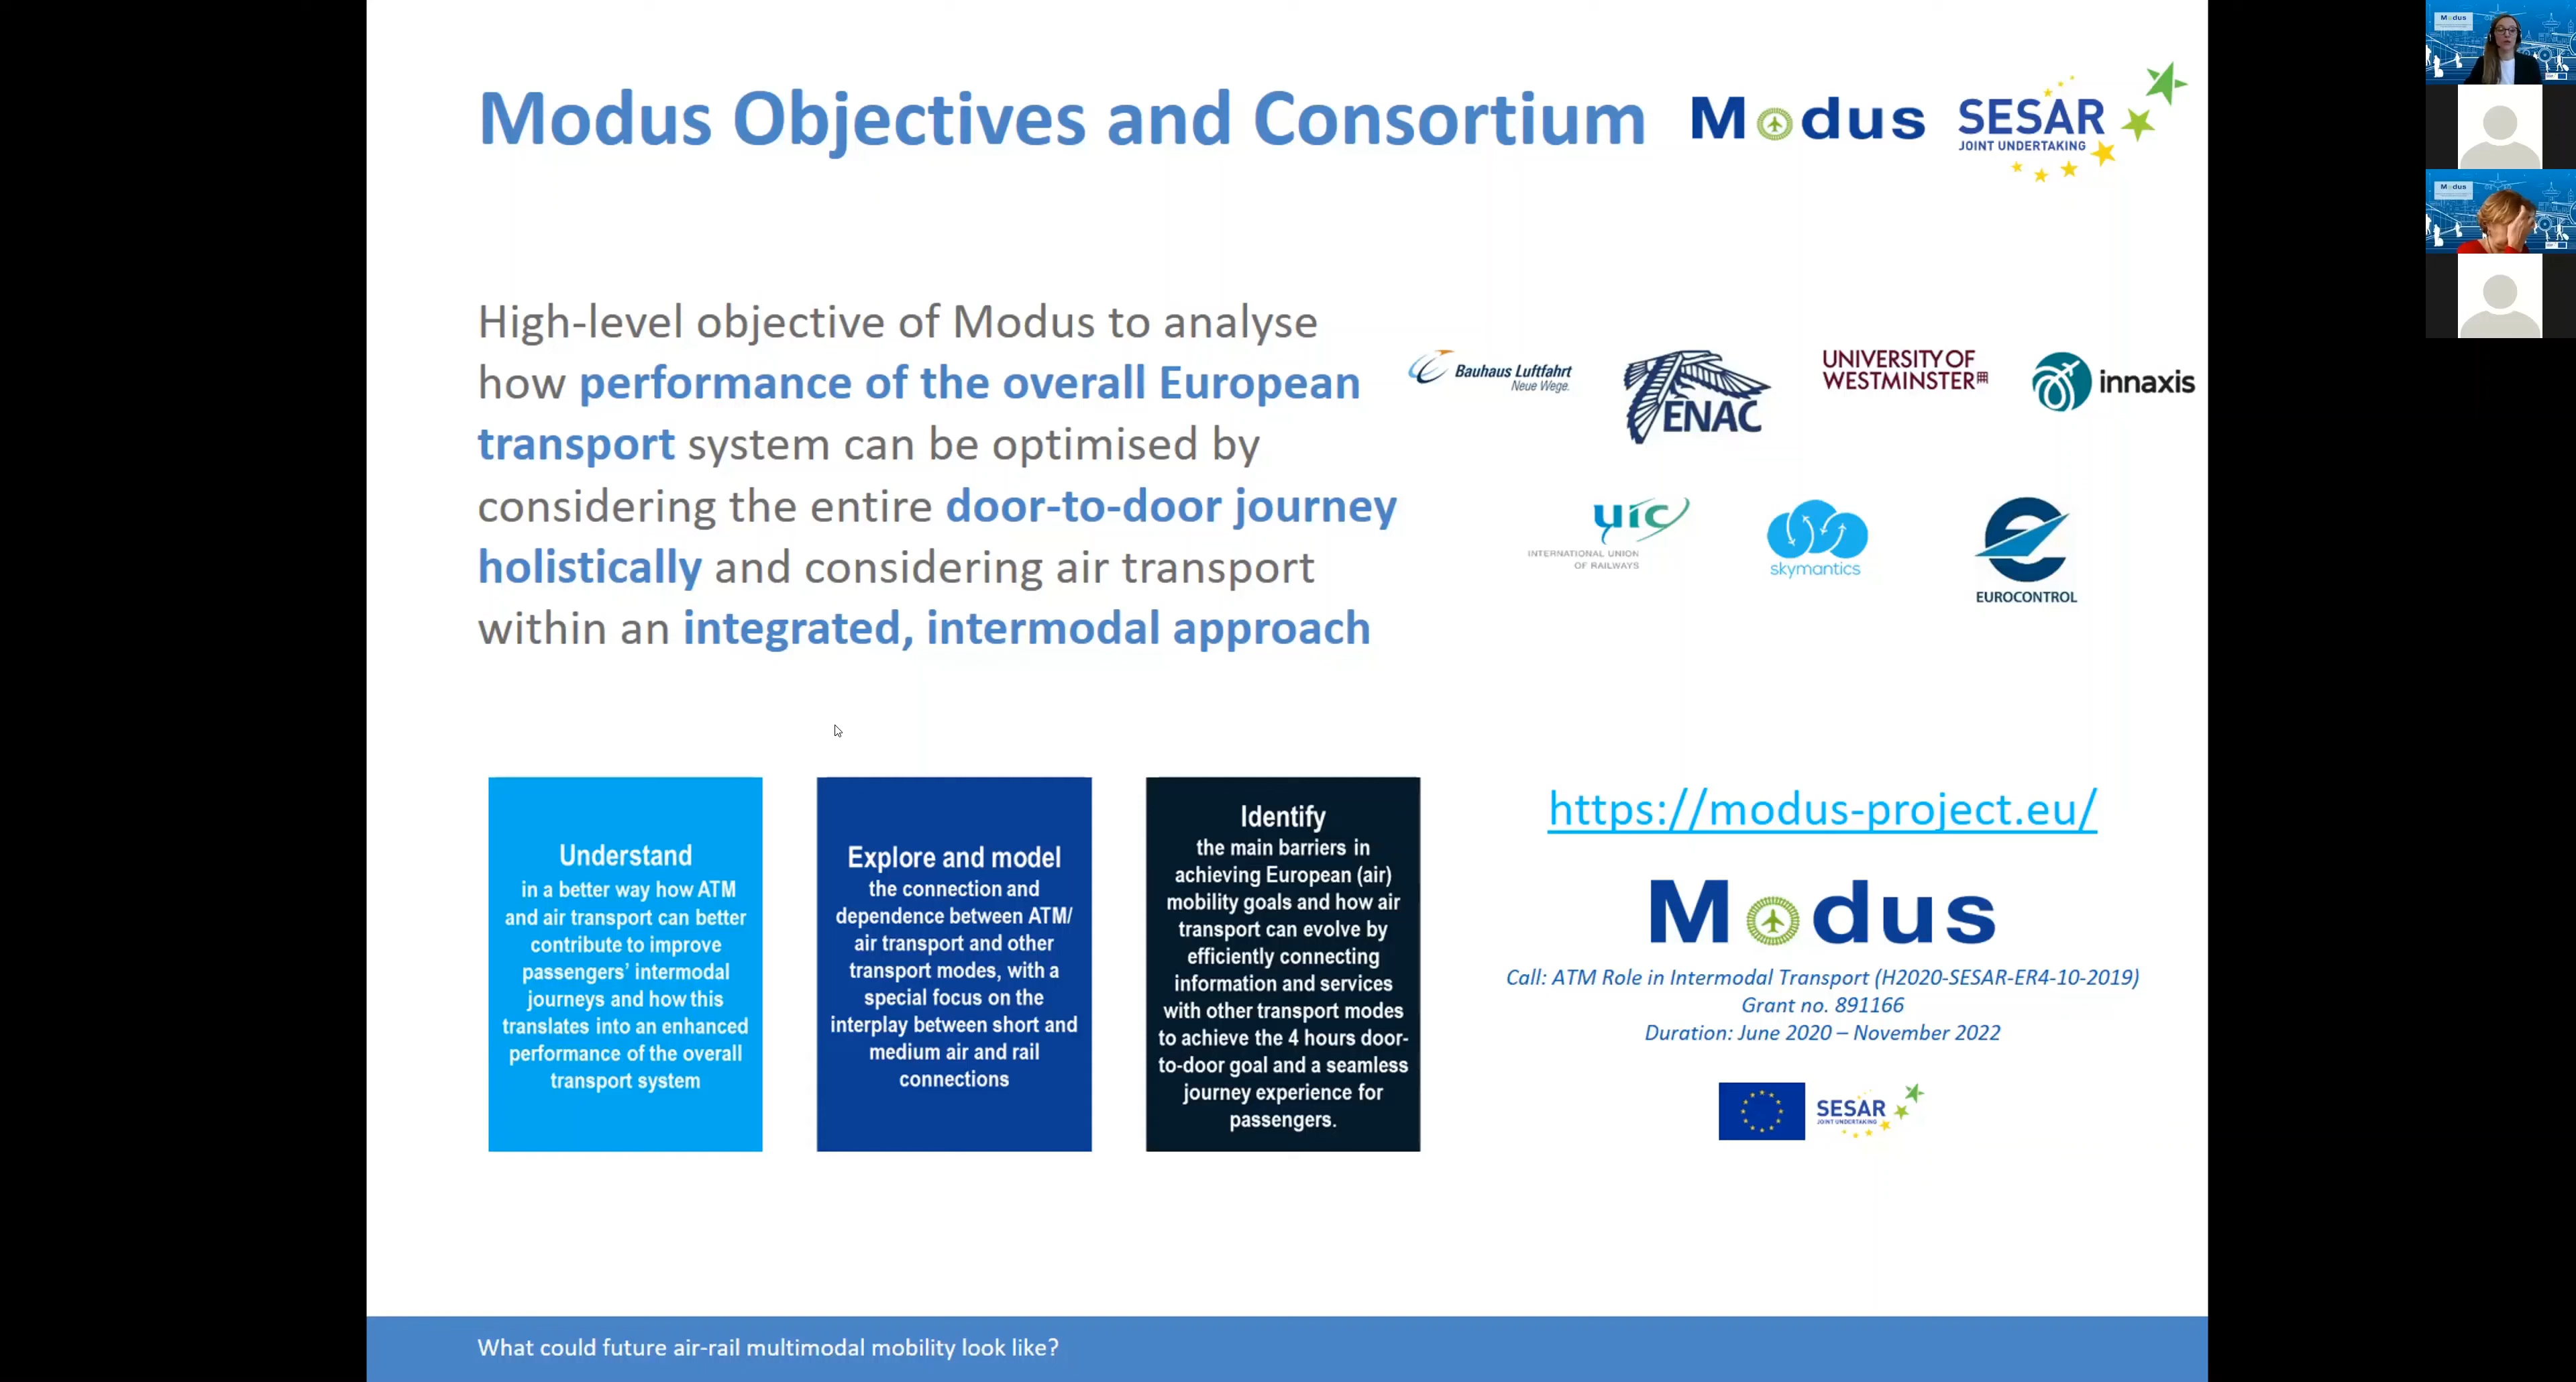 Modus Objectives and Consortium
Modus
SESAR
JOINT UNDERTAKING
High-level objective of Modus to analyse
how performance of the overall European
transport system can be optimised by
considering the entire door-to-door journey
holistically and considering air transport
within an integrated, intermodal approach
Bauhaus Luftfahrt
Neue Wege.
ENAC
UNIVERSITY OF
WESTMINSTER
innaxis
uic
INTERNATIONAL UNION
OF RAILWAYS
skymantics
EUROCONTROL
Understand
in a better way how ATM
and air transport can better
contribute to improve
passengers' intermodal
journeys and how this
translates into an enhanced
performance of the overall
transport system
Explore and model
the connection and
dependence between ATM/
air transport and other
transport modes, with a
special focus on the
interplay between short and
medium air and rail
connections
Identify
the main barriers in
achieving European (air)
mobility goals and how air
transport can evolve by
efficiently connecting
information and services
with other transport modes
to achieve the 4 hours door-
to-door goal and a seamless
journey experience for
passengers.
https://modus-project.eu/
Modus
Call: ATM Role in Intermodal Transport (H2020-SESAR-ER4-10-2019)
Grant no. 891166
Duration: June 2020 – November 2022
SESAR
JOINT UNDERTAKING
What could future air-rail multimodal mobility look like?
Modus
Modus